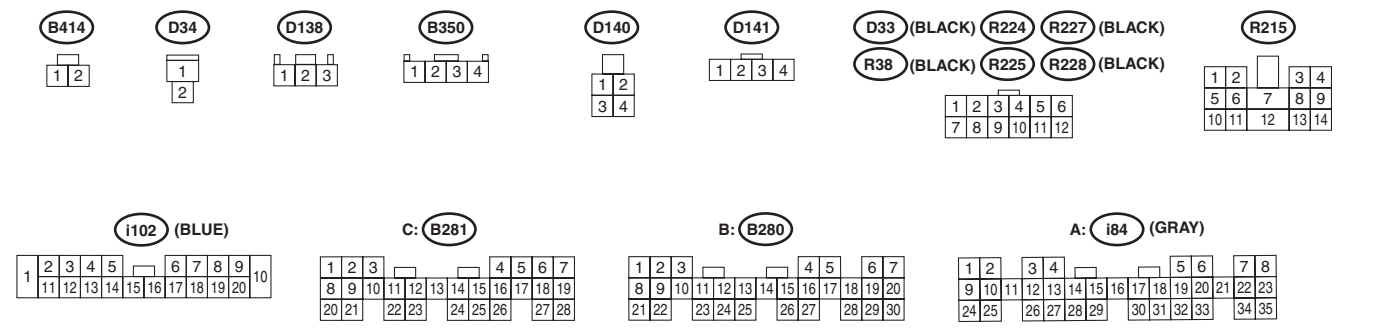 B414 D34 D138 B350 D140 D141 D33 (BLACK) R224 R227 (BLACK) R215
R38 (BLACK) R225 R228 (BLACK)
1 2
1
2
1 2 3
1 2 3 4
1 2
3 4
1 2 3 4
1 2 3 4 5 6
7 8 9 10 11 12
1 2 3 4
5 6 7 8 9
10 11 12 13 14
i102 (BLUE) C: B281 B: B280 A: i84 (GRAY)
1 2 3 4 5 6 7 8 9 10
11 12 13 14 15 16 17 18 19 20
1 2 3 4 5 6 7
8 9 10 11 12 13 14 15 16 17 18 19
20 21 22 23 24 25 26 27 28
1 2 3 4 5 6 7
8 9 10 11 12 13 14 15 16 17 18 19 20
21 22 23 24 25 26 27 28 29 30
1 2 3 4 5 6 7 8
9 10 11 12 13 14 15 16 17 18 19 20 21 22 23
24 25 26 27 28 29 30 31 32 33 34 35